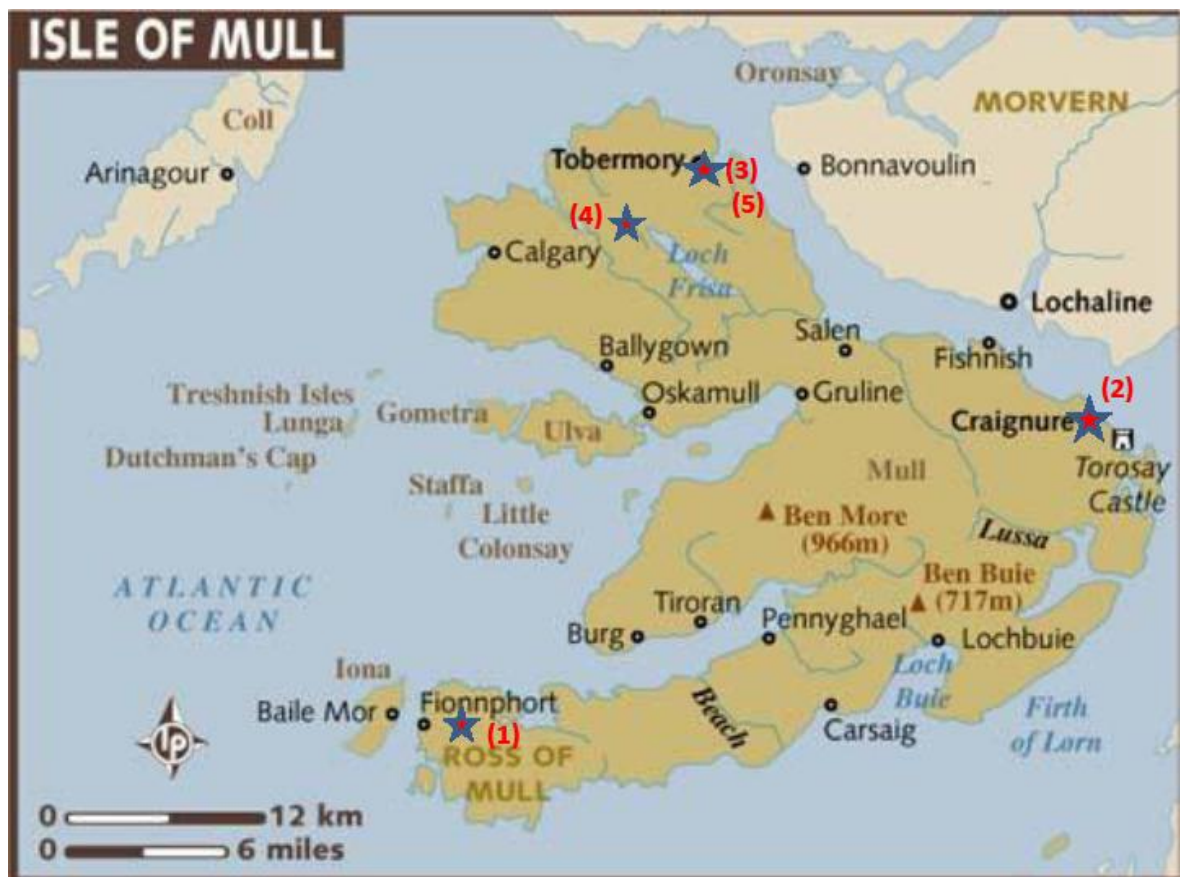 ISLE OF MULL
Oronsay
MORVERN
Coll
Arinagour
Tobermory
(3)
Bonnavoulin
(5)
(4)
Calgary
Loch
Frisa
Lochaline
Salen
Fishnish
Ballygown
Treshnish Isles
Lunga
Gometra
Oskamull
Gruline
(2)
Craignure
Ulva
Dutchman's Cap
Torosay
Castle
Mull
Staffa
Little
Colonsay
Ben More
(966m)
Lussa
Ben Buie
(717m)
ATLANTIC
OCEAN
Tiroran
Burg
Pennyghael
Lochbuie
Iona
Loch
Buie
Baile Mor
Fionnphort
(1)
Beach
Carsaig
Firth
of Lorn
ROSS OF
MULL
lp
0 12 km
0 6 miles